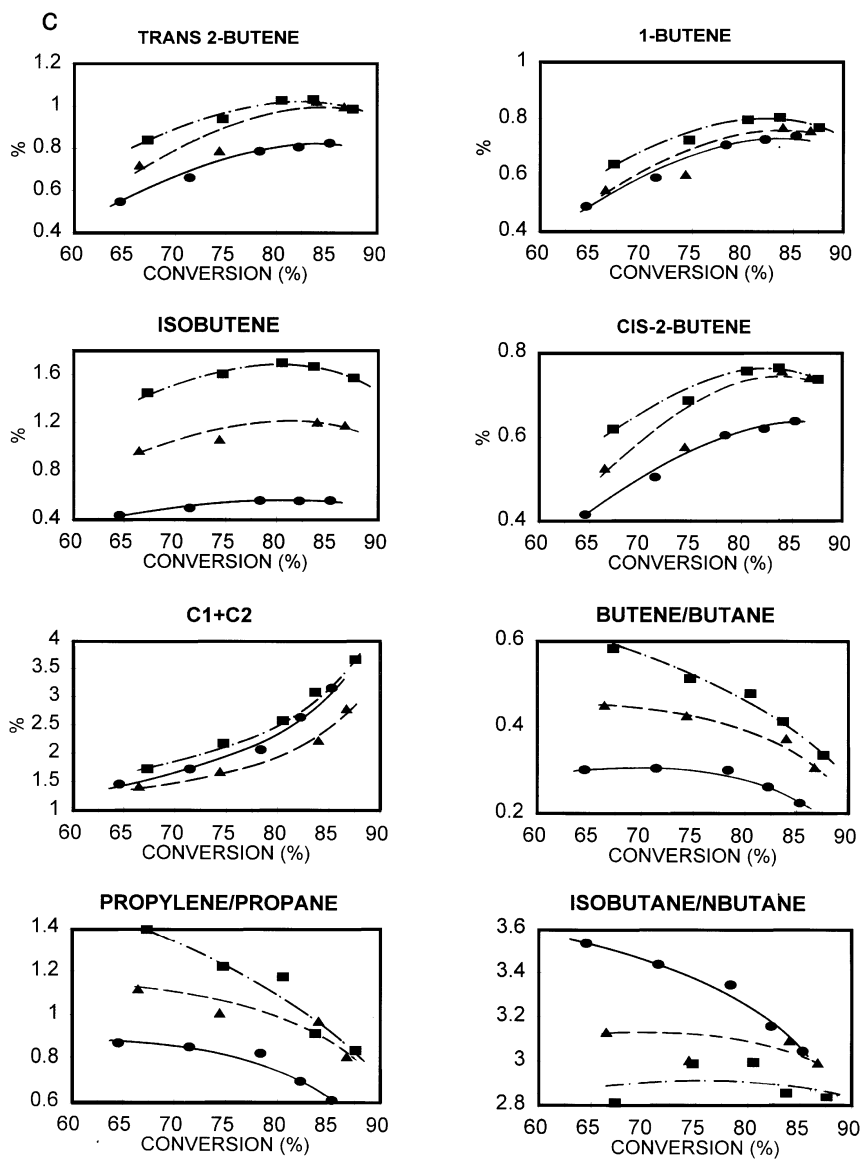 C
TRANS 2-BUTENE
1.2
1
0.8
0.6
0.4
%
60 65 70 75 80 85 90
CONVERSION (%)
1-BUTENE
1
0.8
0.6
0.4
%
60 65 70 75 80 85 90
CONVERSION (%)
ISOBUTENE
1.6
1.2
0.8
0.4
%
60 65 70 75 80 85 90
CONVERSION (%)
CIS-2-BUTENE
0.8
0.6
0.4
%
60 65 70 75 80 85 90
CONVERSION (%)
C1+C2
4
3.5
3
2.5
2
1.5
1
%
60 65 70 75 80 85 90
CONVERSION (%)
BUTENE/BUTANE
0.6
0.4
0.2
60 65 70 75 80 85 90
CONVERSION (%)
PROPYLENE/PROPANE
1.4
1.2
1
0.8
0.6
60 65 70 75 80 85 90
CONVERSION (%)
ISOBUTANE/NBUTANE
3.6
3.4
3.2
3
2.8
60 65 70 75 80 85 90
CONVERSION (%)